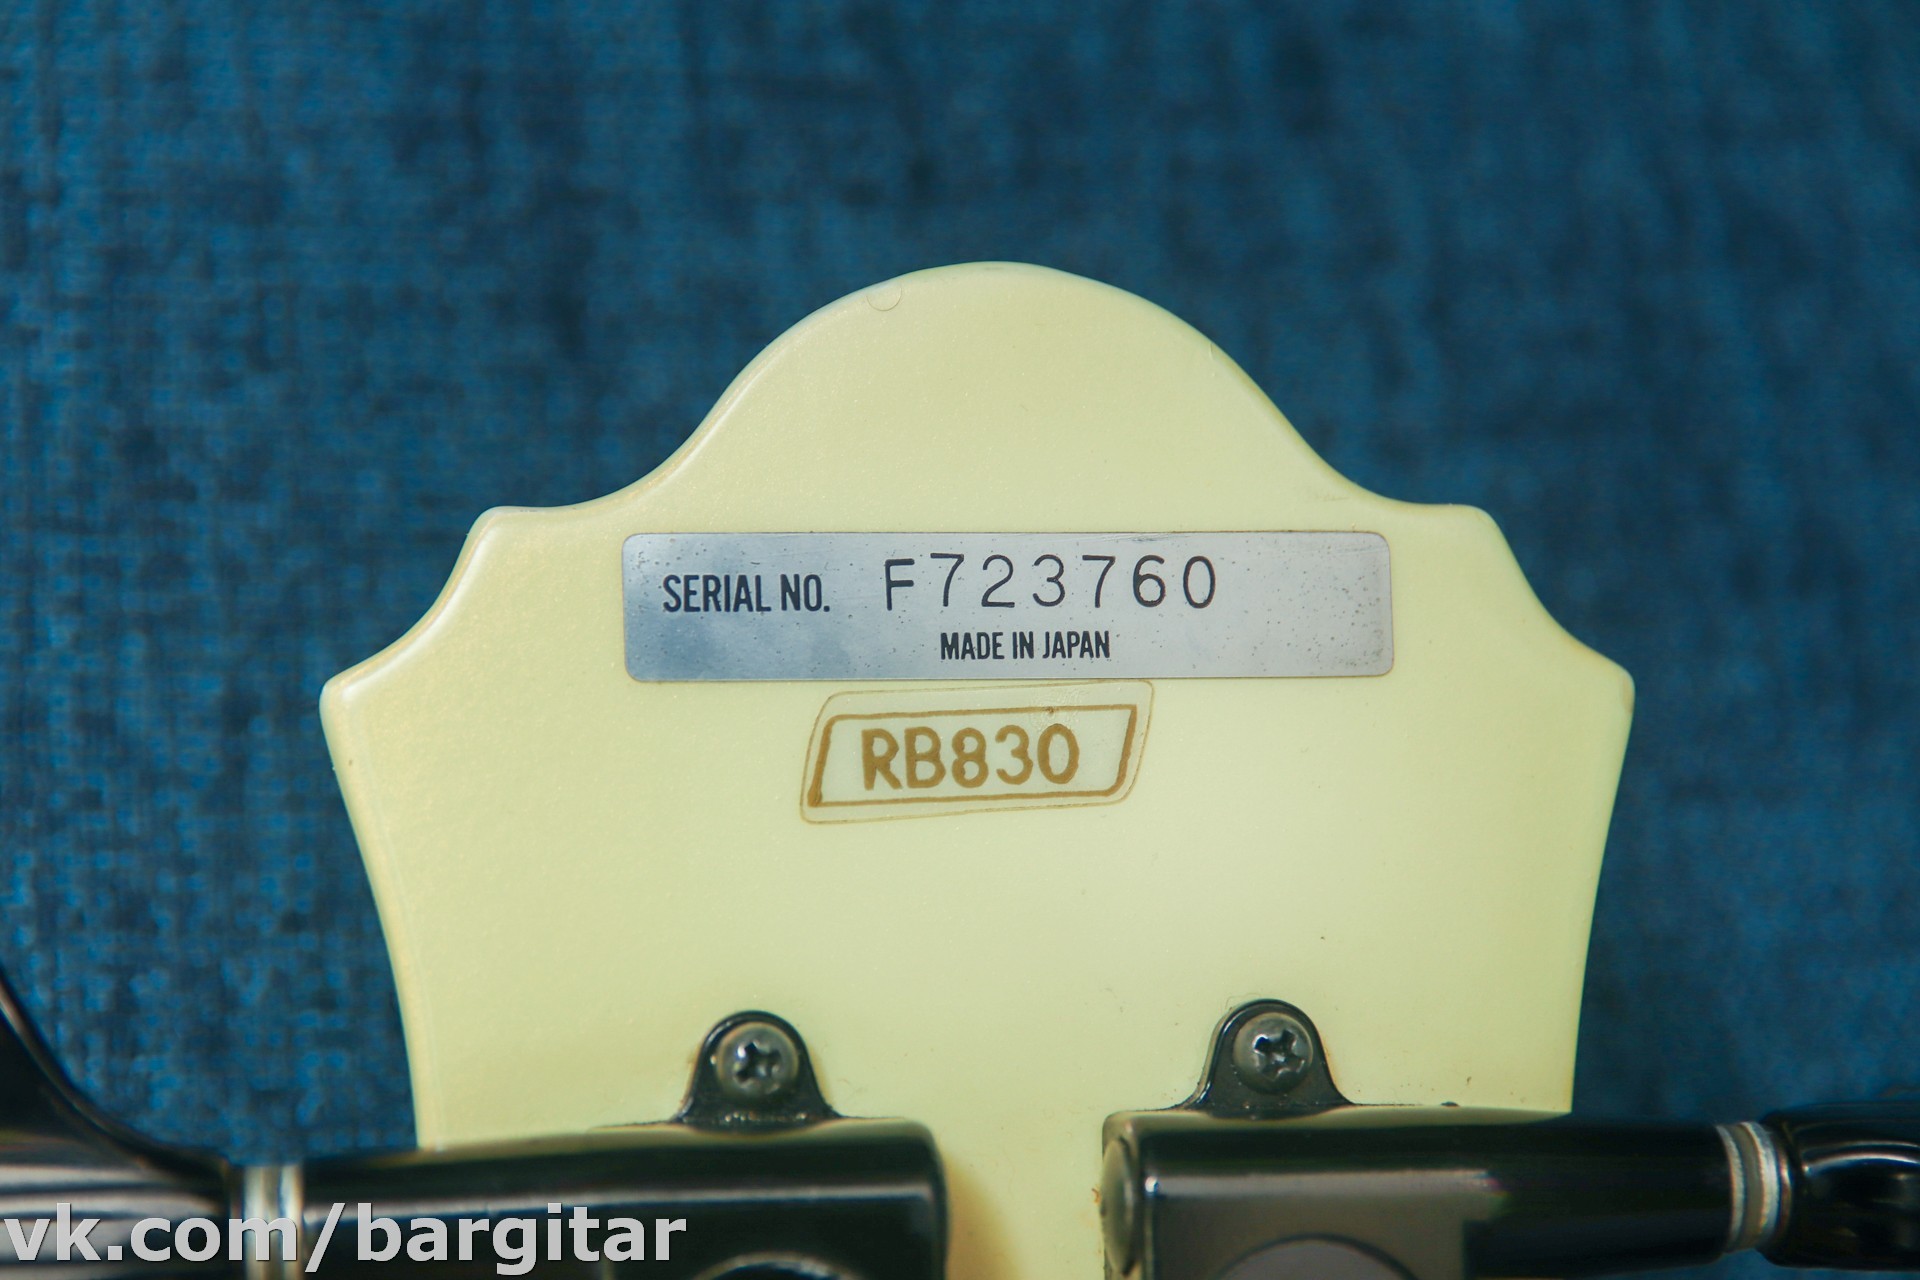 SERIAL NO. F723760
MADE IN JAPAN
RB830
vk.com/bargitar